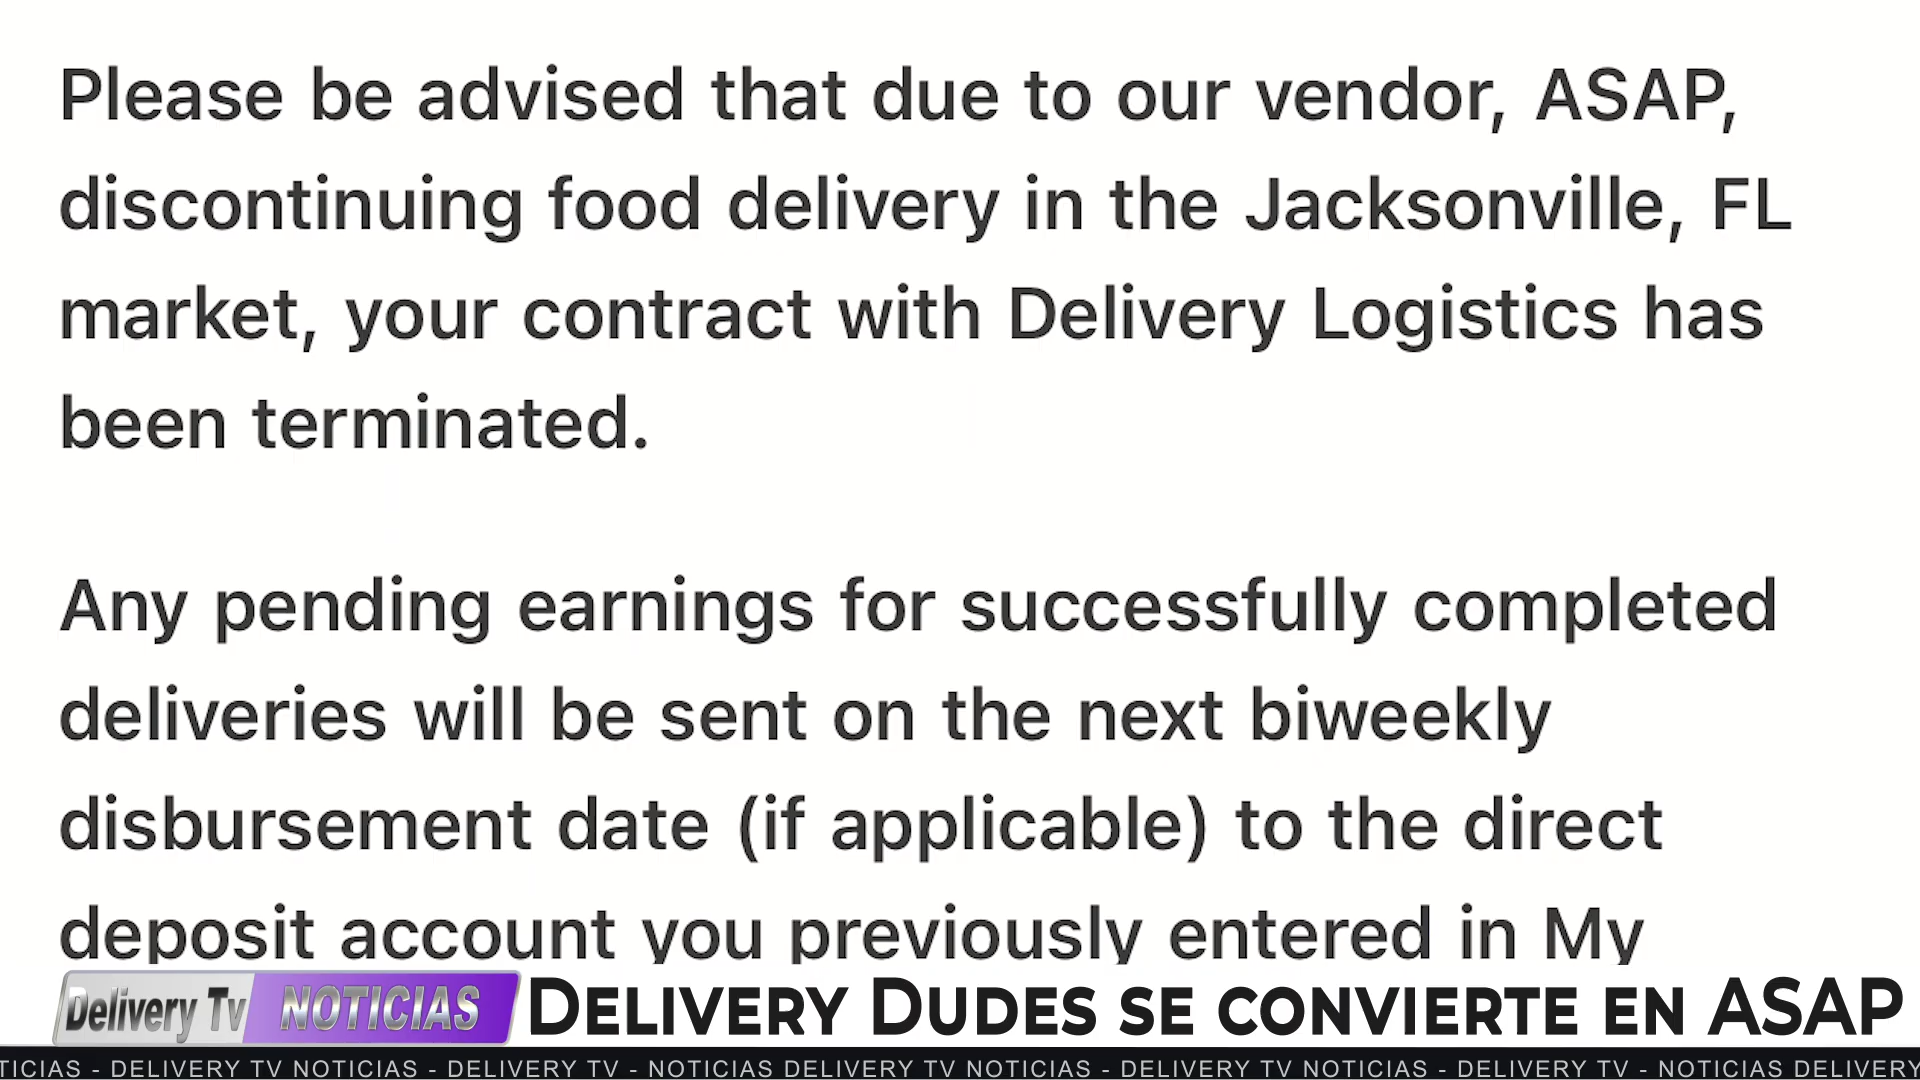 Please be advised that due to our vendor, ASAP,
discontinuing food delivery in the Jacksonville, FL
market, your contract with Delivery Logistics has
been terminated.
Any pending earnings for successfully completed
deliveries will be sent on the next biweekly
disbursement date (if applicable) to the direct
deposit account you previously entered in My
Delivery Tv NOTICIAS DELIVERY DUDES SE CONVIERTE EN ASAP
TICIAS - DELIVERY TV NOTICIAS - DELIVERY TV - NOTICIAS DELIVERY TV NOTICIAS - DELIVERY TV - NOTICIAS DELIVERY